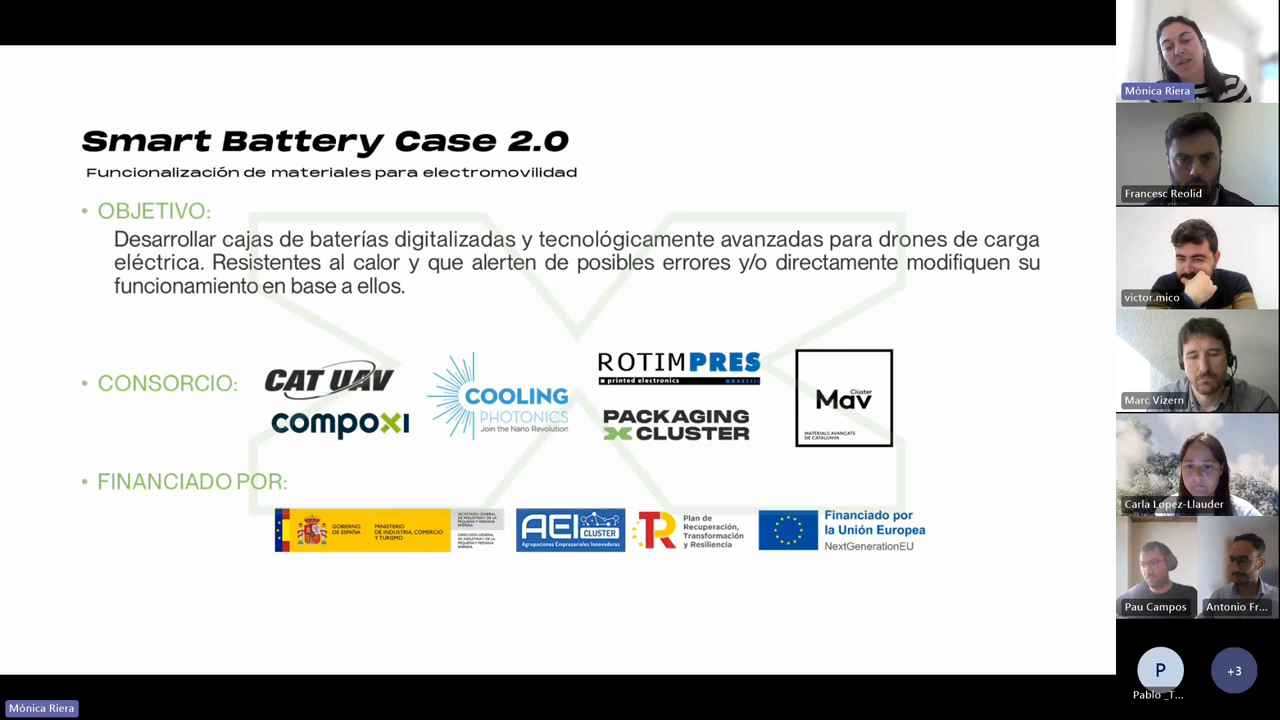 Smart Battery Case 2.0
Funcionalización de materiales para electromovilidad
• OBJETIVO:
Desarrollar cajas de baterías digitalizadas y tecnológicamente avanzadas para drones de carga
eléctrica. Resistentes al calor y que alerten de posibles errores y/o directamente modifiquen su
funcionamiento en base a ellos.
• CONSORCIO:
CAT UAV
compoxi
COOLING
PHOTONICS
Join the Nano Revolution
ROTIMPRES
printed electronics
PACKAGING
CLUSTER
Clúster
Mav
MATERIALS AVANÇATS
DE CATALUNYA
• FINANCIADO POR:
GOBIERNO
DE ESPAÑA
MINISTERIO
DE INDUSTRIA, COMERCIO
Y TURISMO
SECRETARÍA GENERAL
DE INDUSTRIA Y DE LA
PEQUEÑA Y MEDIANA
EMPRESA
DIRECCIÓN GENERAL
DE INDUSTRIA Y DE LA
PEQUEÑA Y MEDIANA
EMPRESA
AEI
CLUSTER
Agrupaciones Empresariales Innovadoras
TR
Plan de
Recuperación,
Transformación
y Resiliencia
Financiado por
la Unión Europea
NextGenerationEU
Mònica Riera
Francesc Reolid
victor.mico
Marc Vizern
Carla Lopez-Llauder
Pau Campos
Antonio Fr...
P
Pablo _T...
+3
Mònica Riera